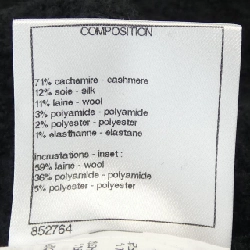 COMPOSITION
71% cachemire - cashmere
12% soie - silk
11% laine - wool
3% polyamide - polyamide
2% polyester - polyester
1% elasthanne - elastane
incrustations - inset :
59% laine - wool
36% polyamide - polyamide
5% polyester - polyester
852764